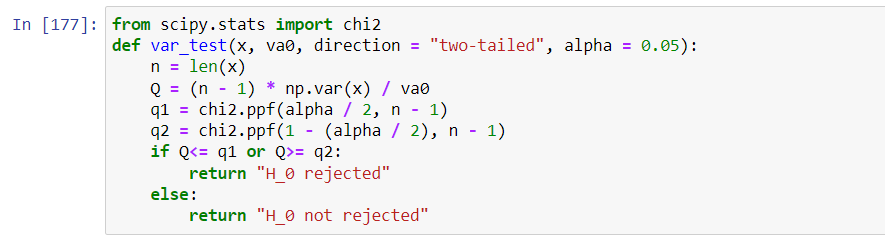 In [177]: from scipy.stats import chi2
def var_test(x, va0, direction = "two-tailed", alpha = 0.05):
    n = len(x)
    Q = (n - 1) * np.var(x) / va0
    q1 = chi2.ppf(alpha / 2, n - 1)
    q2 = chi2.ppf(1 - (alpha / 2), n - 1)
    if Q<= q1 or Q>= q2:
        return "H_0 rejected"
    else:
        return "H_0 not rejected"